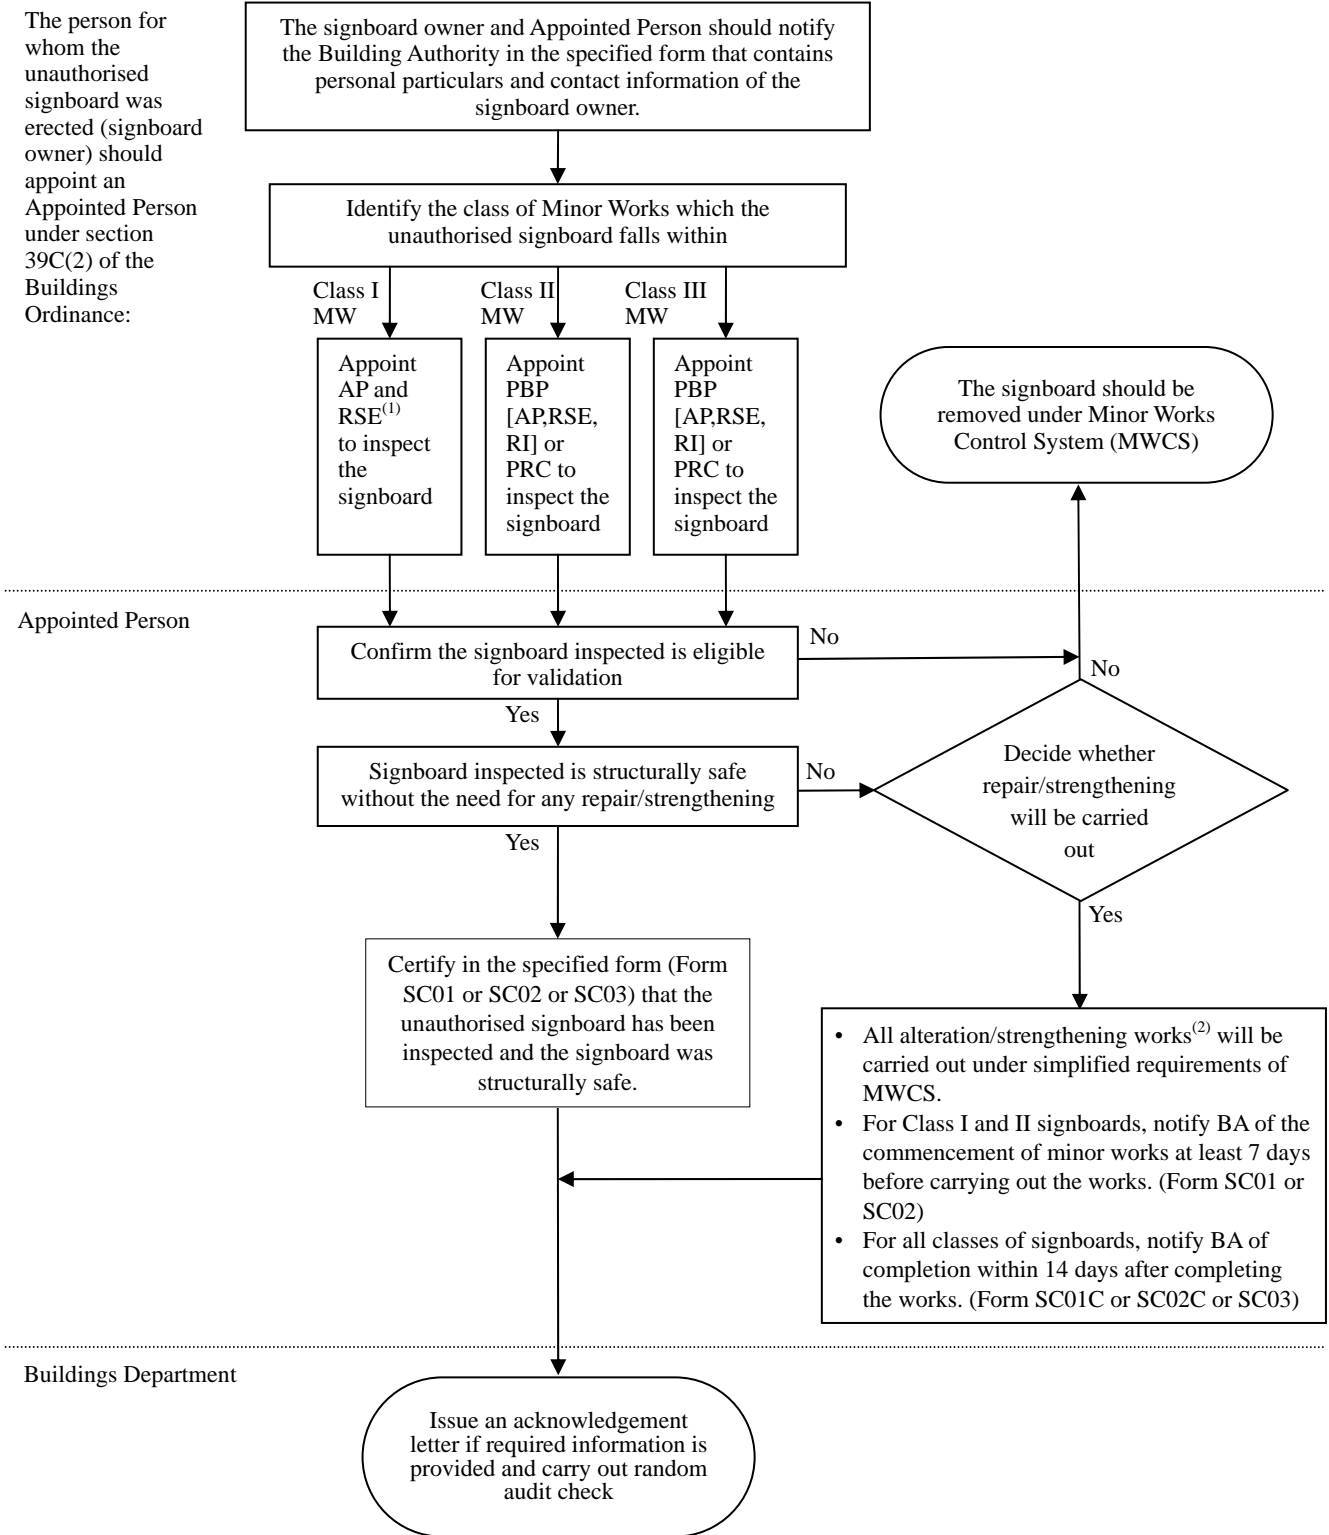 The person for
whom the
unauthorised
signboard was
erected (signboard
owner) should
appoint an
Appointed Person
under section
39C(2) of the
Buildings
Ordinance:
The signboard owner and Appointed Person should notify
the Building Authority in the specified form that contains
personal particulars and contact information of the
signboard owner.
Identify the class of Minor Works which the
unauthorised signboard falls within
Class I
MW
Class II
MW
Class III
MW
Appoint
AP and
RSE(1)
to inspect
the
signboard
Appoint
PBP
[AP,RSE,
RI] or
PRC to
inspect the
signboard
Appoint
PBP
[AP,RSE,
RI] or
PRC to
inspect the
signboard
The signboard should be
removed under Minor Works
Control System (MWCS)
Appointed Person
Confirm the signboard inspected is eligible
for validation
No
No
Yes
Signboard inspected is structurally safe
without the need for any repair/strengthening
No
Decide whether
repair/strengthening
will be carried
out
Yes
Yes
Certify in the specified form (Form
SC01 or SC02 or SC03) that the
unauthorised signboard has been
inspected and the signboard was
structurally safe.
• All alteration/strengthening works(2) will be
carried out under simplified requirements of
MWCS.
• For Class I and II signboards, notify BA of the
commencement of minor works at least 7 days
before carrying out the works. (Form SC01 or
SC02)
• For all classes of signboards, notify BA of
completion within 14 days after completing
the works. (Form SC01C or SC02C or SC03)
Buildings Department
Issue an acknowledgement
letter if required information is
provided and carry out random
audit check